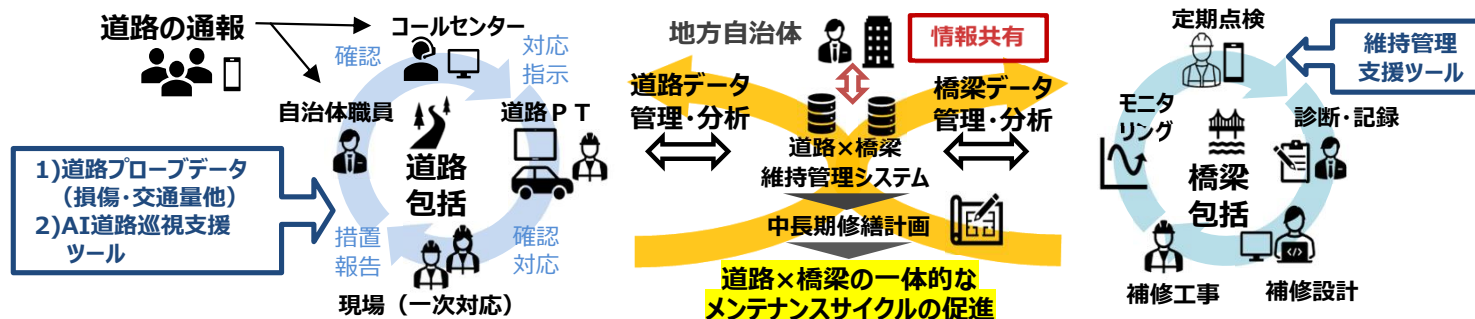 道路の通報
コールセンター
確認
対応
指示
自治体職員
道路PT
道路
包括
1)道路プローブデータ
(損傷・交通量他)
2)AI道路巡視支援
ツール
措置
報告
確認
対応
現場（一次対応）
地方自治体
情報共有
道路データ
管理・分析
橋梁データ
管理・分析
道路×橋梁
維持管理システム
中長期修繕計画
道路×橋梁の一体的な
メンテナンスサイクルの促進
定期点検
維持管理
支援ツール
モニタ
リング
診断・記録
橋梁
包括
補修工事
補修設計